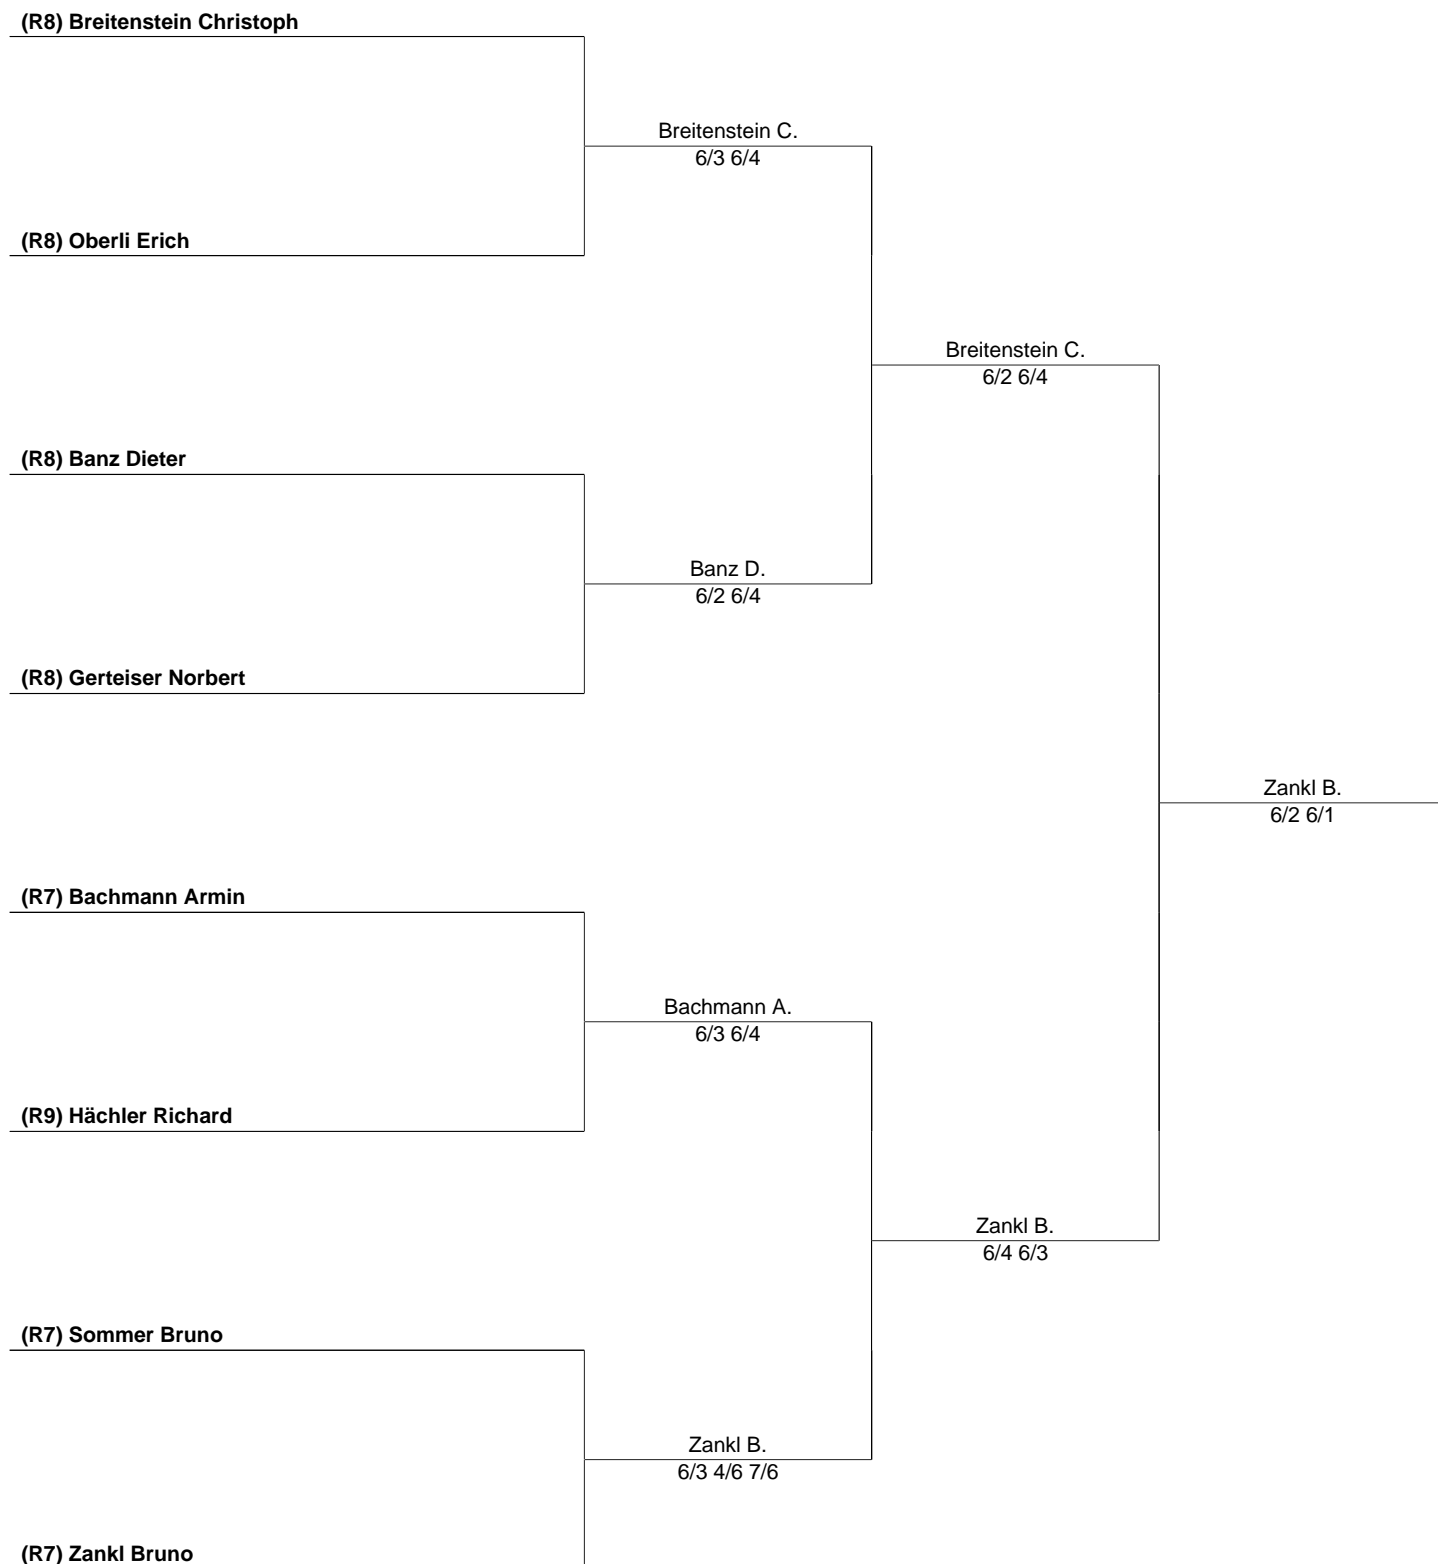 (R8) Breitenstein Christoph
Breitenstein C.
6/3 6/4
(R8) Oberli Erich
Breitenstein C.
6/2 6/4
(R8) Banz Dieter
Banz D.
6/2 6/4
(R8) Gerteiser Norbert
Zankl B.
6/2 6/1
(R7) Bachmann Armin
Bachmann A.
6/3 6/4
(R9) Hächler Richard
Zankl B.
6/4 6/3
(R7) Sommer Bruno
Zankl B.
6/3 4/6 7/6
(R7) Zankl Bruno